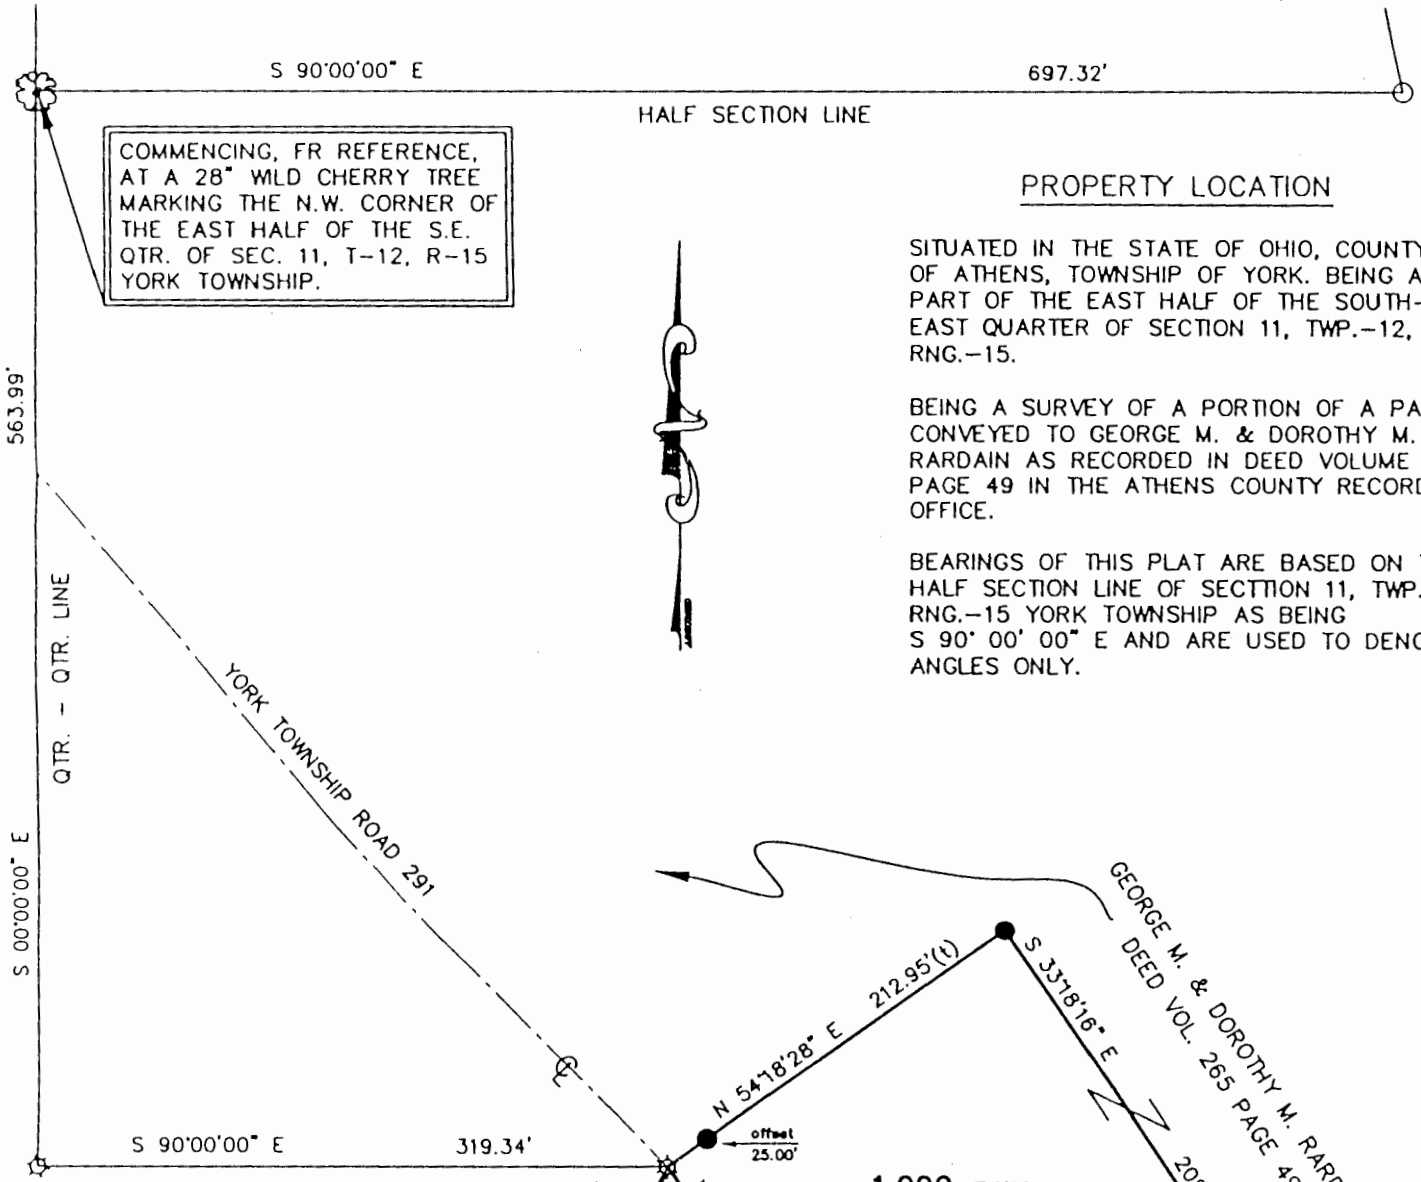 S 90°00'00" E
697.32'
HALF SECTION LINE
COMMENCING, FR REFERENCE,
AT A 28" WILD CHERRY TREE
MARKING THE N.W. CORNER OF
THE EAST HALF OF THE S.E.
QTR. OF SEC. 11, T-12, R-15
YORK TOWNSHIP.
PROPERTY LOCATION
SITUATED IN THE STATE OF OHIO, COUNTY
OF ATHENS, TOWNSHIP OF YORK. BEING A
PART OF THE EAST HALF OF THE SOUTH-
EAST QUARTER OF SECTION 11, TWP.-12,
RNG.-15.
BEING A SURVEY OF A PORTION OF A PA
CONVEYED TO GEORGE M. & DOROTHY M.
RARDAIN AS RECORDED IN DEED VOLUME
PAGE 49 IN THE ATHENS COUNTY RECORD
OFFICE.
BEARINGS OF THIS PLAT ARE BASED ON T
HALF SECTION LINE OF SECTTION 11, TWP.
RNG.-15 YORK TOWNSHIP AS BEING
S 90° 00' 00" E AND ARE USED TO DENO
ANGLES ONLY.
563.99'
QTR. - QTR. LINE
S 00°00'00" E
YORK TOWNSHIP ROAD 291
GEORGE M. & DOROTHY M. RARD
DEED VOL. 265 PAGE 49
N 54°18'28" E
212.95'(t)
S 33°18'16" E
offset
25.00'
S 90°00'00" E
319.34'